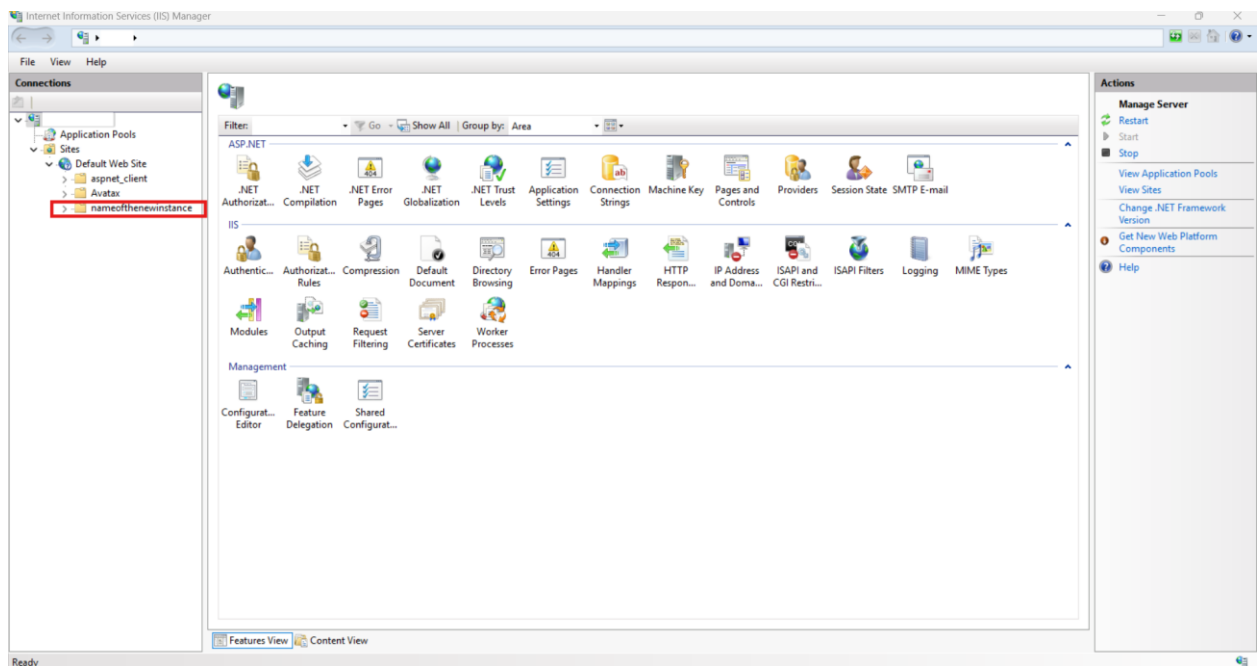 Internet Information Services (IIS) Manager
File View Help
Connections
Application Pools
Sites
Default Web Site
aspnet_client
Avatax
nameofthenewinstance
Filter: Go Show All Group by: Area
ASP.NET
.NET Authorizat...
.NET Compilation
.NET Error Pages
.NET Globalization
.NET Trust Levels
Application Settings
Connection Strings
Machine Key
Pages and Controls
Providers
Session State
SMTP E-mail
IIS
Authentic...
Authorizat... Rules
Compression
Default Document
Directory Browsing
Error Pages
Handler Mappings
HTTP Respon...
IP Address and Doma...
ISAPI and CGI Restri...
ISAPI Filters
Logging
MIME Types
Modules
Output Caching
Request Filtering
Server Certificates
Worker Processes
Management
Configurat... Editor
Feature Delegation
Shared Configurat...
Features View Content View
Actions
Manage Server
Restart
Start
Stop
View Application Pools
View Sites
Change .NET Framework
Version
Get New Web Platform
Components
Help
Ready